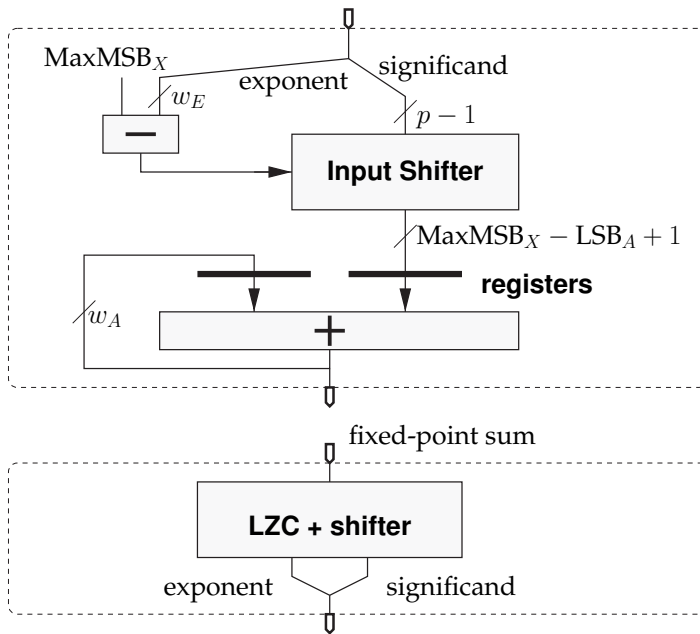 MaxMSB_X
exponent
significand
w_E
p − 1
−
Input Shifter
MaxMSB_X − LSB_A + 1
registers
w_A
+
fixed-point sum
LZC + shifter
exponent
significand